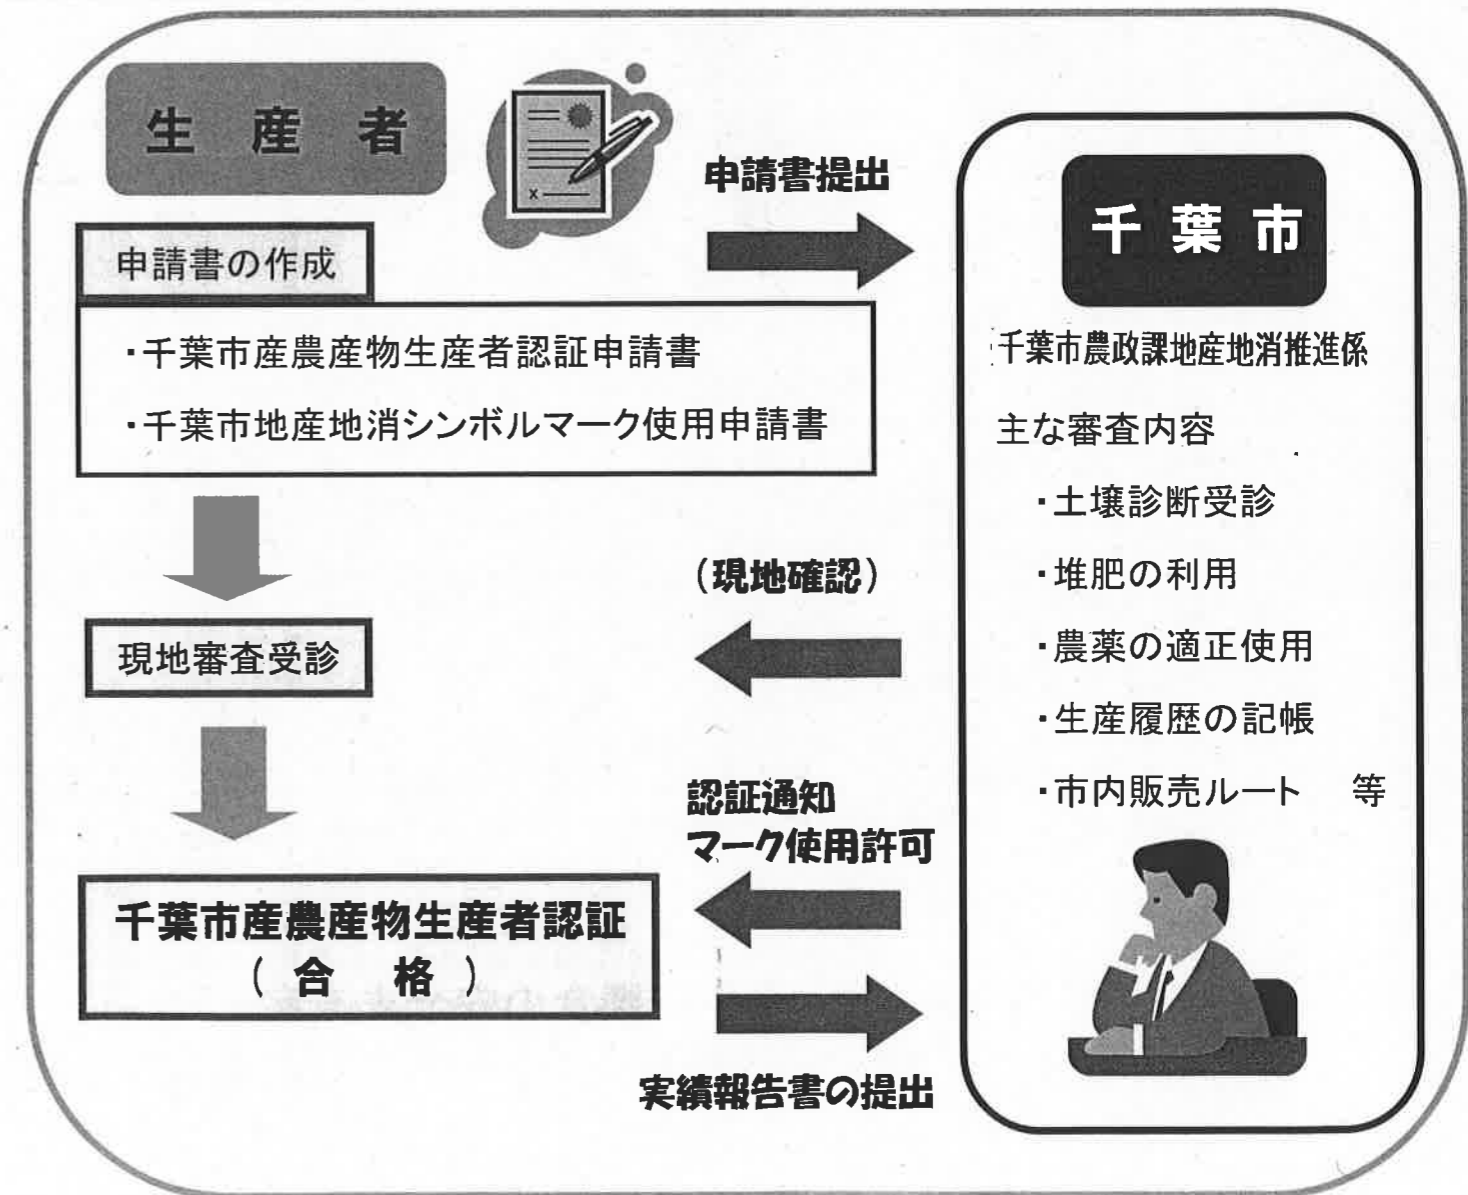 生産者
申請書の作成
・千葉市産農産物生産者認証申請書
・千葉市地産地消シンボルマーク使用申請書
現地審査受診
千葉市産農産物生産者認証
(合格)
申請書提出
(現地確認)
認証通知
マーク使用許可
実績報告書の提出
千葉市
千葉市農政課地産地消推進係
主な審査内容
・土壌診断受診
・堆肥の利用
・農薬の適正使用
・生産履歴の記帳
・市内販売ルート 等